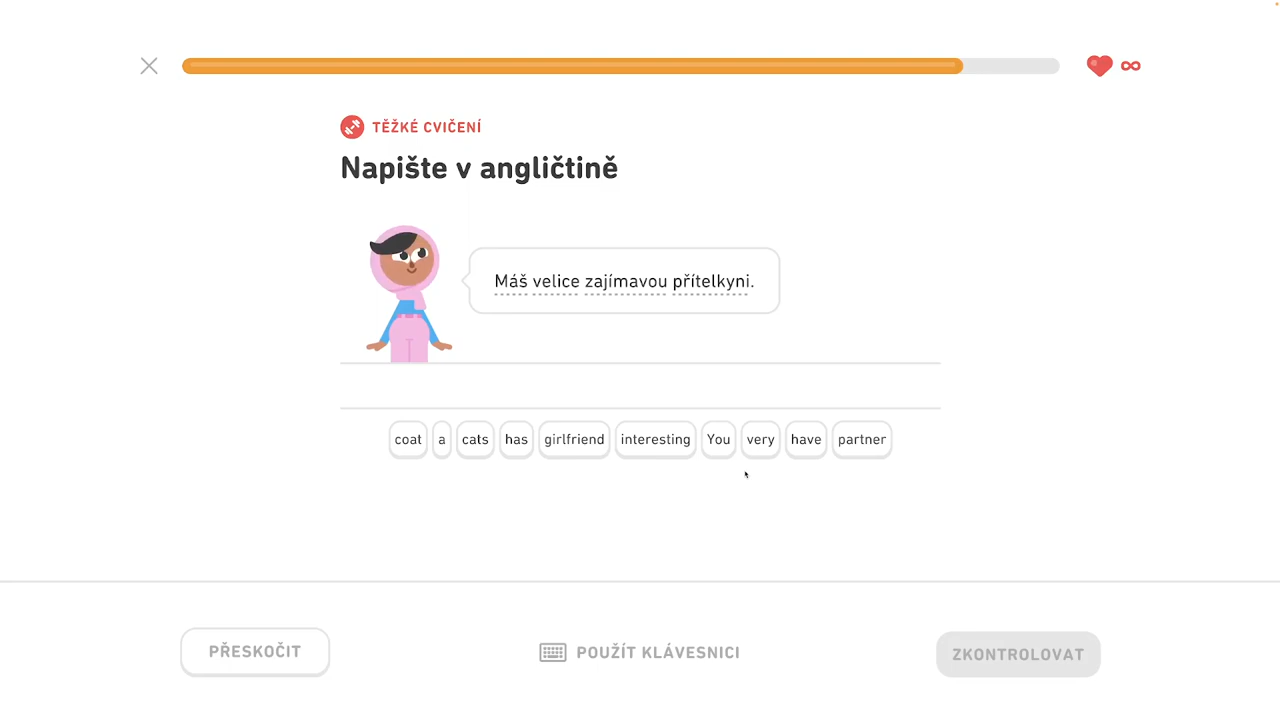 TĚŽKÉ CVIČENÍ
Napište v angličtině
Máš velice zajímavou přítelkyni.
coat a cats has girlfriend interesting You very have partner
PŘESKOČIT
POUŽÍT KLÁVESNICI
ZKONTROLOVAT